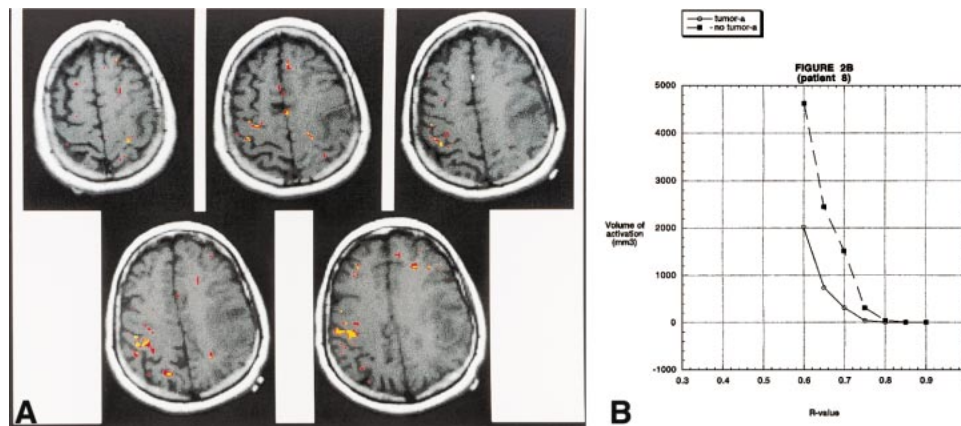 A
tumor-a
no tumor-a
FIGURE 2B
(patient 8)
5000
4000
3000
Volume of
activation
(mm3)
2000
1000
0
-1000
0.3 0.4 0.5 0.6 0.7 0.8 0.9
R-value
B